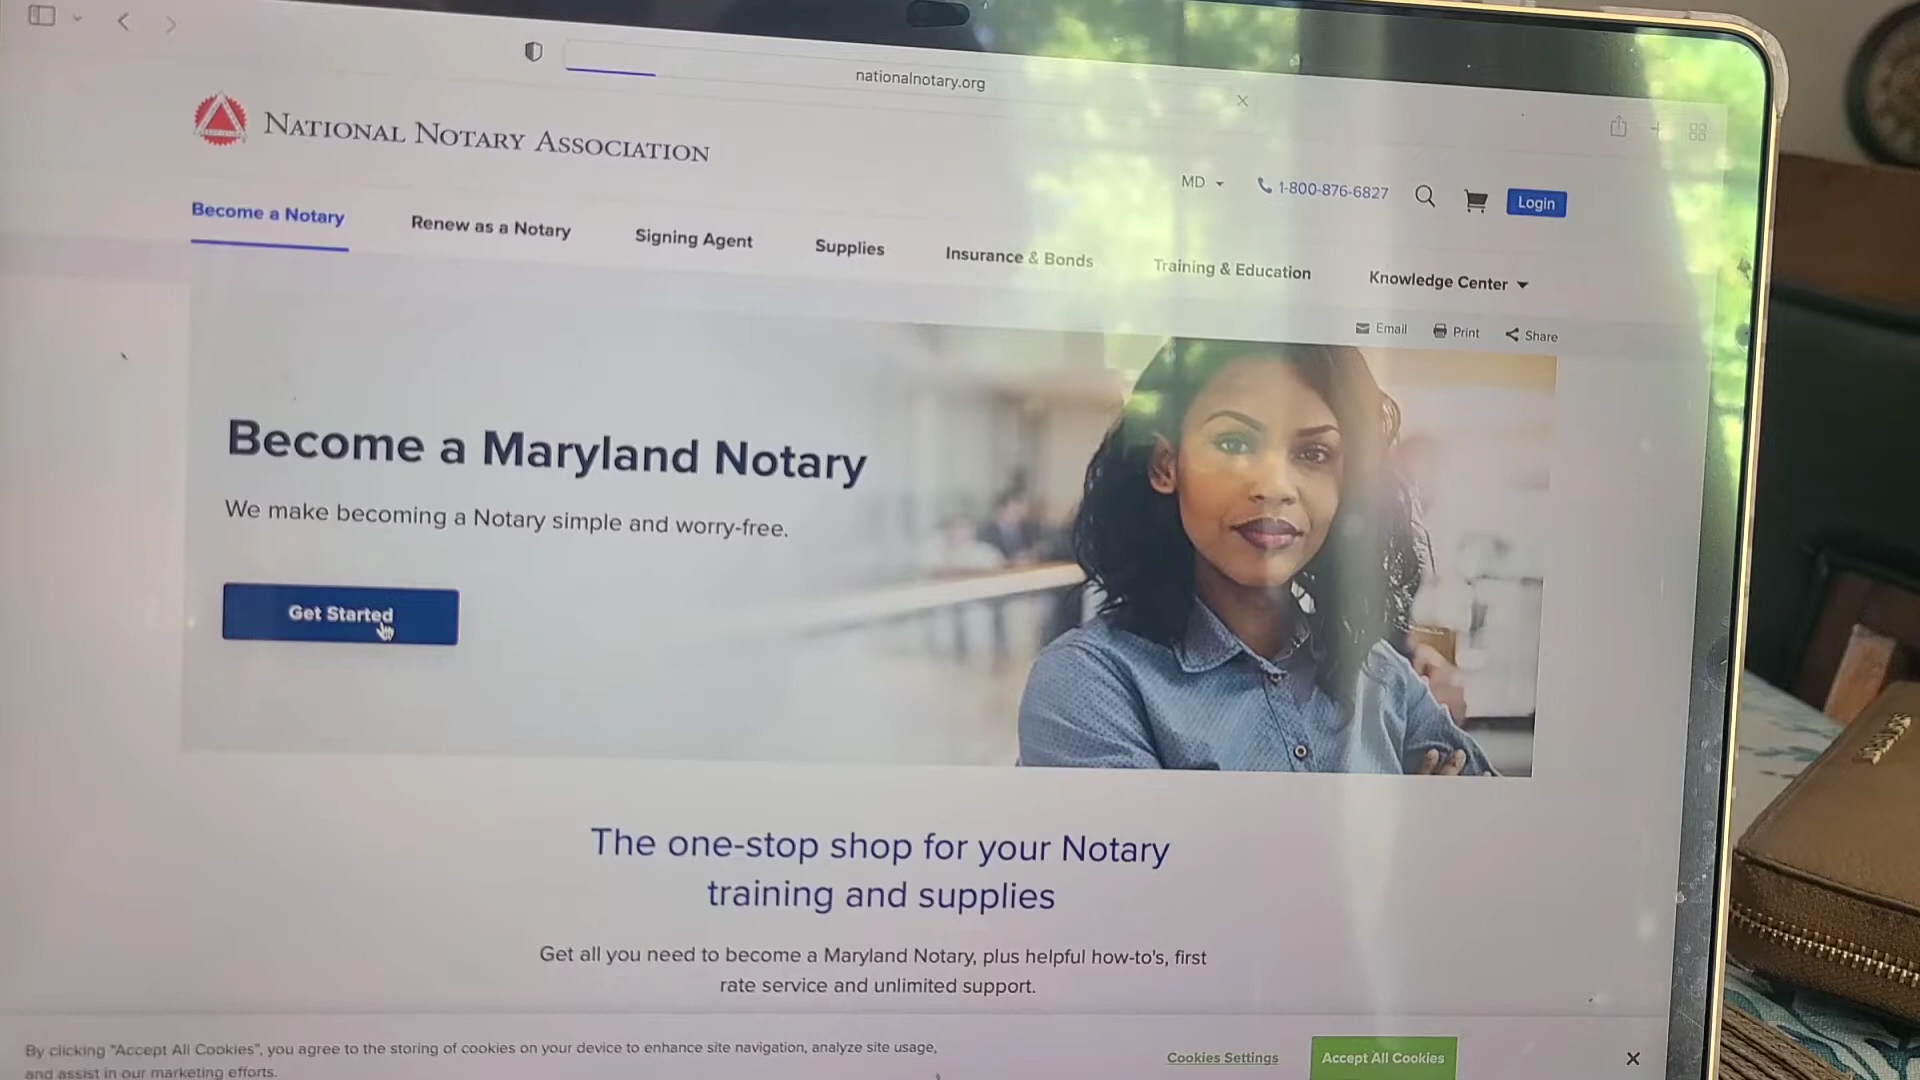 nationalnotary.org
NATIONAL NOTARY ASSOCIATION
MD
1-800-876-6827
Login
Become a Notary
Renew as a Notary
Signing Agent
Supplies
Insurance & Bonds
Training & Education
Knowledge Center
Email
Print
Share
Become a Maryland Notary
We make becoming a Notary simple and worry-free.
Get Started
The one-stop shop for your Notary
training and supplies
Get all you need to become a Maryland Notary, plus helpful how-to's, first
rate service and unlimited support.
By clicking "Accept All Cookies", you agree to the storing of cookies on your device to enhance site navigation, analyze site usage,
and assist in our marketing efforts.
Cookies Settings
Accept All Cookies